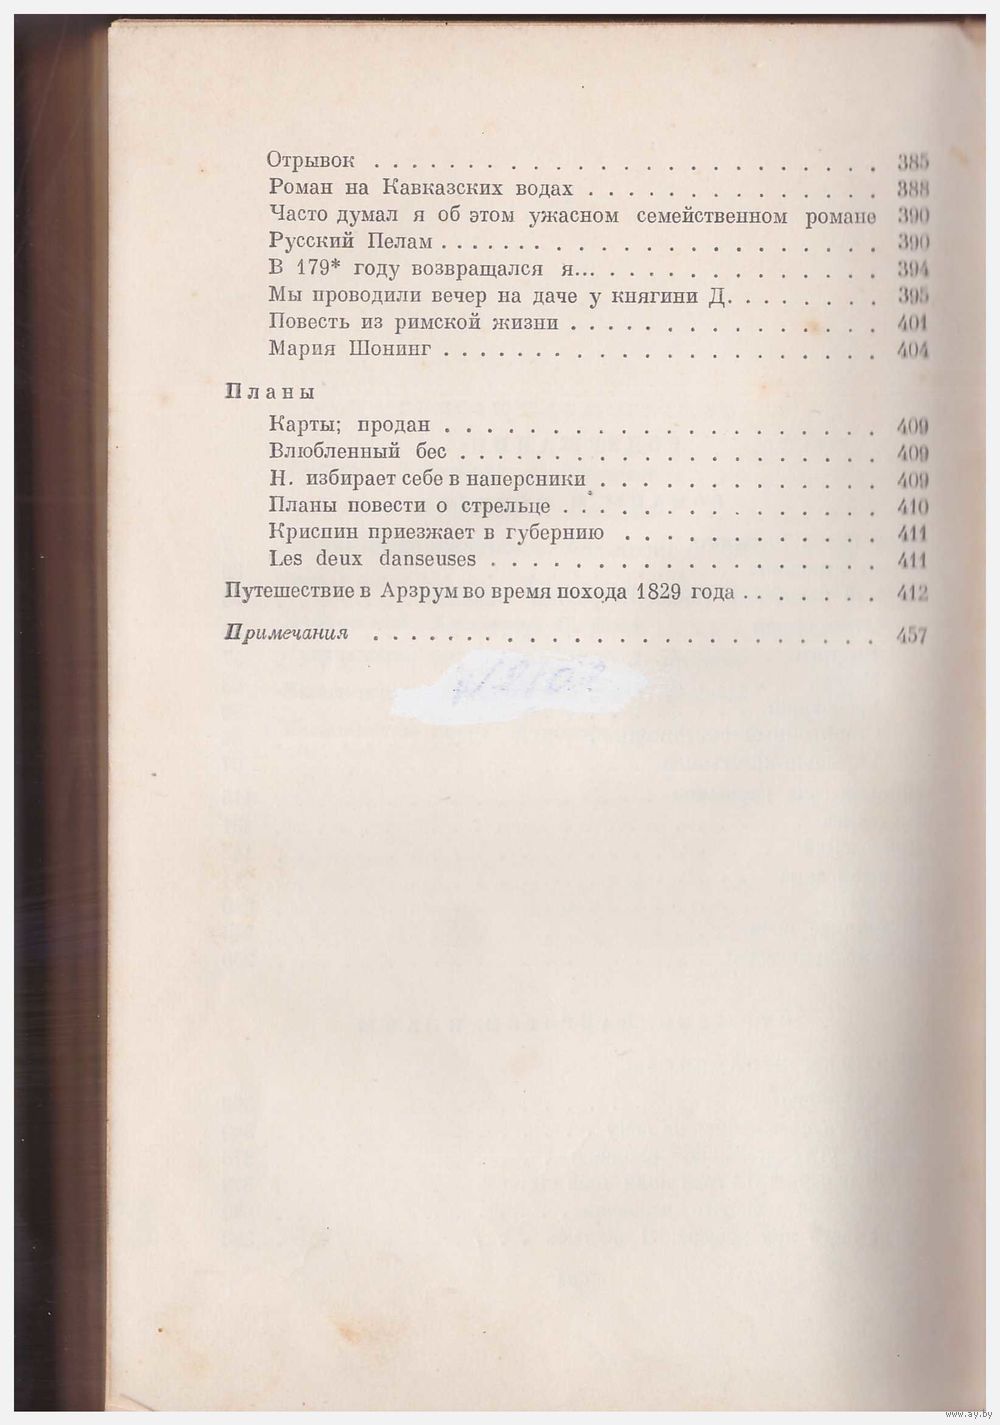 Отрывок . . . . . . . . . . . . . . . . . . . . . . . . 385
Роман на Кавказских водах . . . . . . . . . . . . . 388
Часто думал я об этом ужасном семейственном романе 390
Русский Пелам . . . . . . . . . . . . . . . . . . . . . 390
В 179* году возвращался я... . . . . . . . . . . . . . 394
Мы проводили вечер на даче у княгини Д. . . . . . . . 395
Повесть из римской жизни . . . . . . . . . . . . . . 401
Мария Шонинг . . . . . . . . . . . . . . . . . . . . . 404
Планы
Карты; продан . . . . . . . . . . . . . . . . . . . . . 409
Влюбленный бес . . . . . . . . . . . . . . . . . . . . 409
Н. избирает себе в наперсники . . . . . . . . . . . . . 409
Планы повести о стрельце . . . . . . . . . . . . . . . 410
Криспин приезжает в губернию . . . . . . . . . . . . 411
Les deux danseuses . . . . . . . . . . . . . . . . . . 411
Путешествие в Арзрум во время похода 1829 года . . . . . . . 412
Примечания . . . . . . . . . . . . . . . . . . . . . . . . 457
www.ay.by